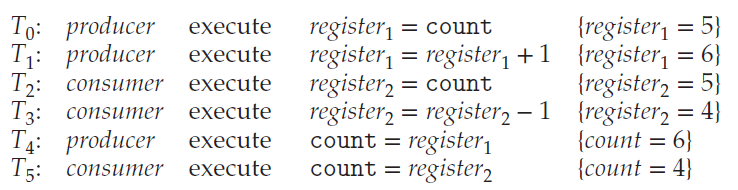 T₀: producer execute register₁ = count {register₁ = 5}
T₁: producer execute register₁ = register₁ + 1 {register₁ = 6}
T₂: consumer execute register₂ = count {register₂ = 5}
T₃: consumer execute register₂ = register₂ − 1 {register₂ = 4}
T₄: producer execute count = register₁ {count = 6}
T₅: consumer execute count = register₂ {count = 4}